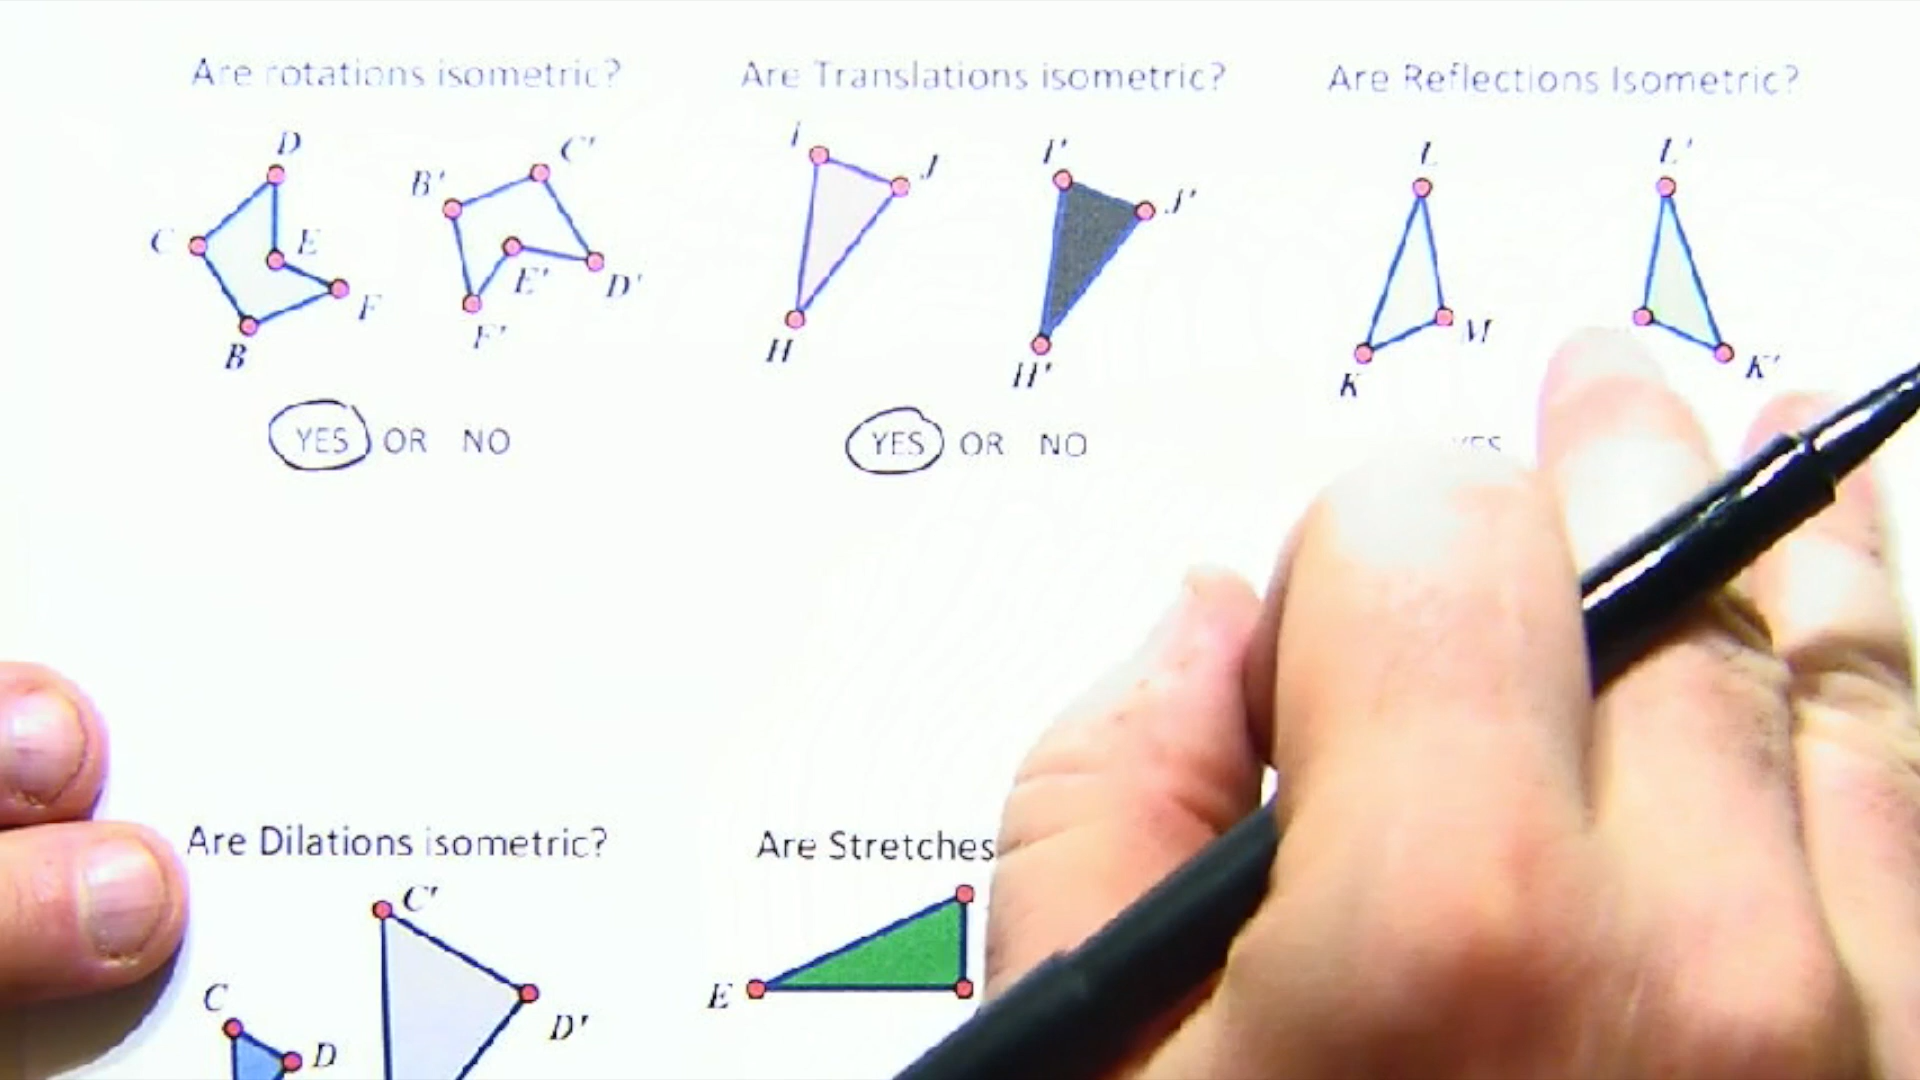 Are rotations isometric?
Are Translations isometric?
Are Reflections Isometric?
D
C
E
F
B
B'
C'
E'
D'
F'
I
J
H
I'
J'
H'
L
M
K
L'
K'
YES OR NO
YES OR NO
YES
Are Dilations isometric?
Are Stretches
C'
D'
C
D
E